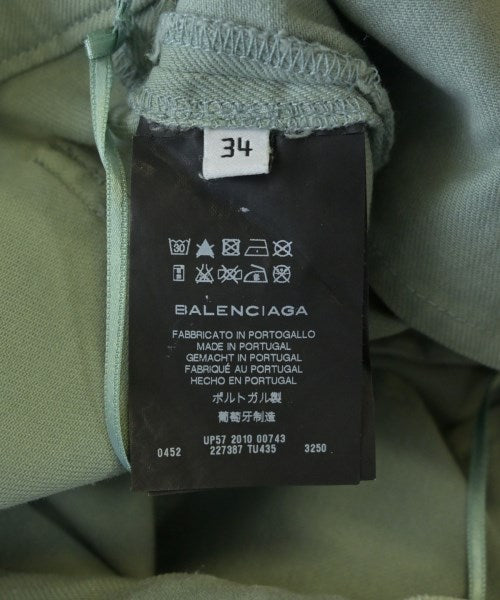 34
30
BALENCIAGA
FABBRICATO IN PORTOGALLO
MADE IN PORTUGAL
GEMACHT IN PORTUGAL
FABRIQUÉ AU PORTUGAL
HECHO EN PORTUGAL
ポルトガル製
葡萄牙制造
UP57 2010 00743
0452 227387 TU435 3250